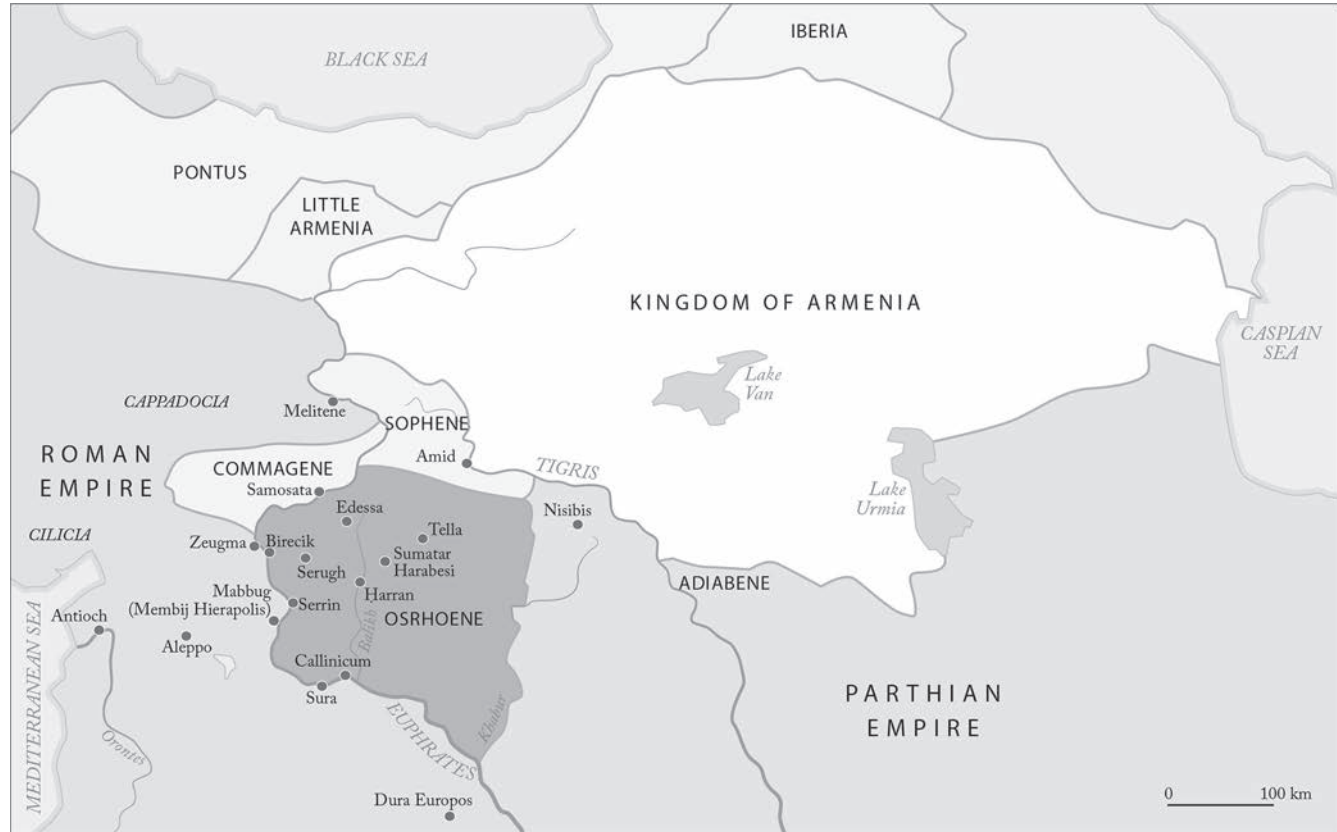 IBERIA
BLACK SEA
PONTUS
LITTLE
ARMENIA
KINGDOM OF ARMENIA
CASPIAN
SEA
Lake
Van
CAPPADOCIA
Melitene
SOPHENE
ROMAN
EMPIRE
COMMAGENE
Amid
TIGRIS
Samosata
Lake
Urmia
Edessa
Nisibis
CILICIA
Tella
Zeugma
Birecik
Sumatar
Harabesi
Serugh
ADIABENE
Harran
Mabbug
(Membij Hierapolis)
Serrin
Antioch
OSRHOENE
Balikh
Aleppo
MEDITERRANEAN SEA
Callinicum
Sura
PARTHIAN
EMPIRE
EUPHRATES
Khabur
Orontes
Dura Europos
0 100 km